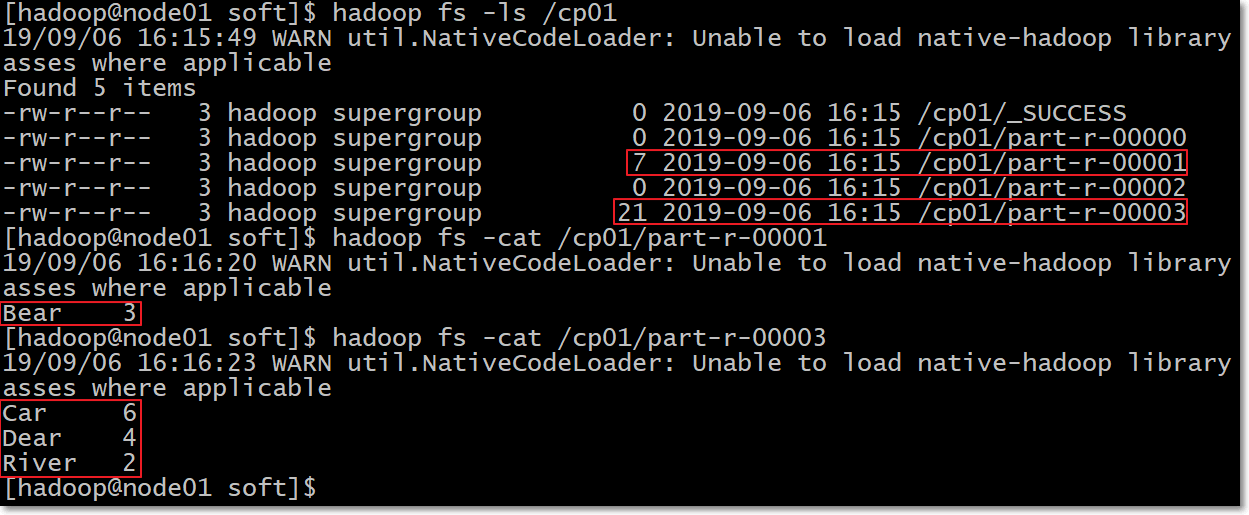 [hadoop@node01 soft]$ hadoop fs -ls /cp01
19/09/06 16:15:49 WARN util.NativeCodeLoader: Unable to load native-hadoop library
asses where applicable
Found 5 items
-rw-r--r--   3 hadoop supergroup          0 2019-09-06 16:15 /cp01/_SUCCESS
-rw-r--r--   3 hadoop supergroup          0 2019-09-06 16:15 /cp01/part-r-00000
-rw-r--r--   3 hadoop supergroup          7 2019-09-06 16:15 /cp01/part-r-00001
-rw-r--r--   3 hadoop supergroup          0 2019-09-06 16:15 /cp01/part-r-00002
-rw-r--r--   3 hadoop supergroup         21 2019-09-06 16:15 /cp01/part-r-00003
[hadoop@node01 soft]$ hadoop fs -cat /cp01/part-r-00001
19/09/06 16:16:20 WARN util.NativeCodeLoader: Unable to load native-hadoop library
asses where applicable
Bear    3
[hadoop@node01 soft]$ hadoop fs -cat /cp01/part-r-00003
19/09/06 16:16:23 WARN util.NativeCodeLoader: Unable to load native-hadoop library
asses where applicable
Car     6
Dear    4
River   2
[hadoop@node01 soft]$